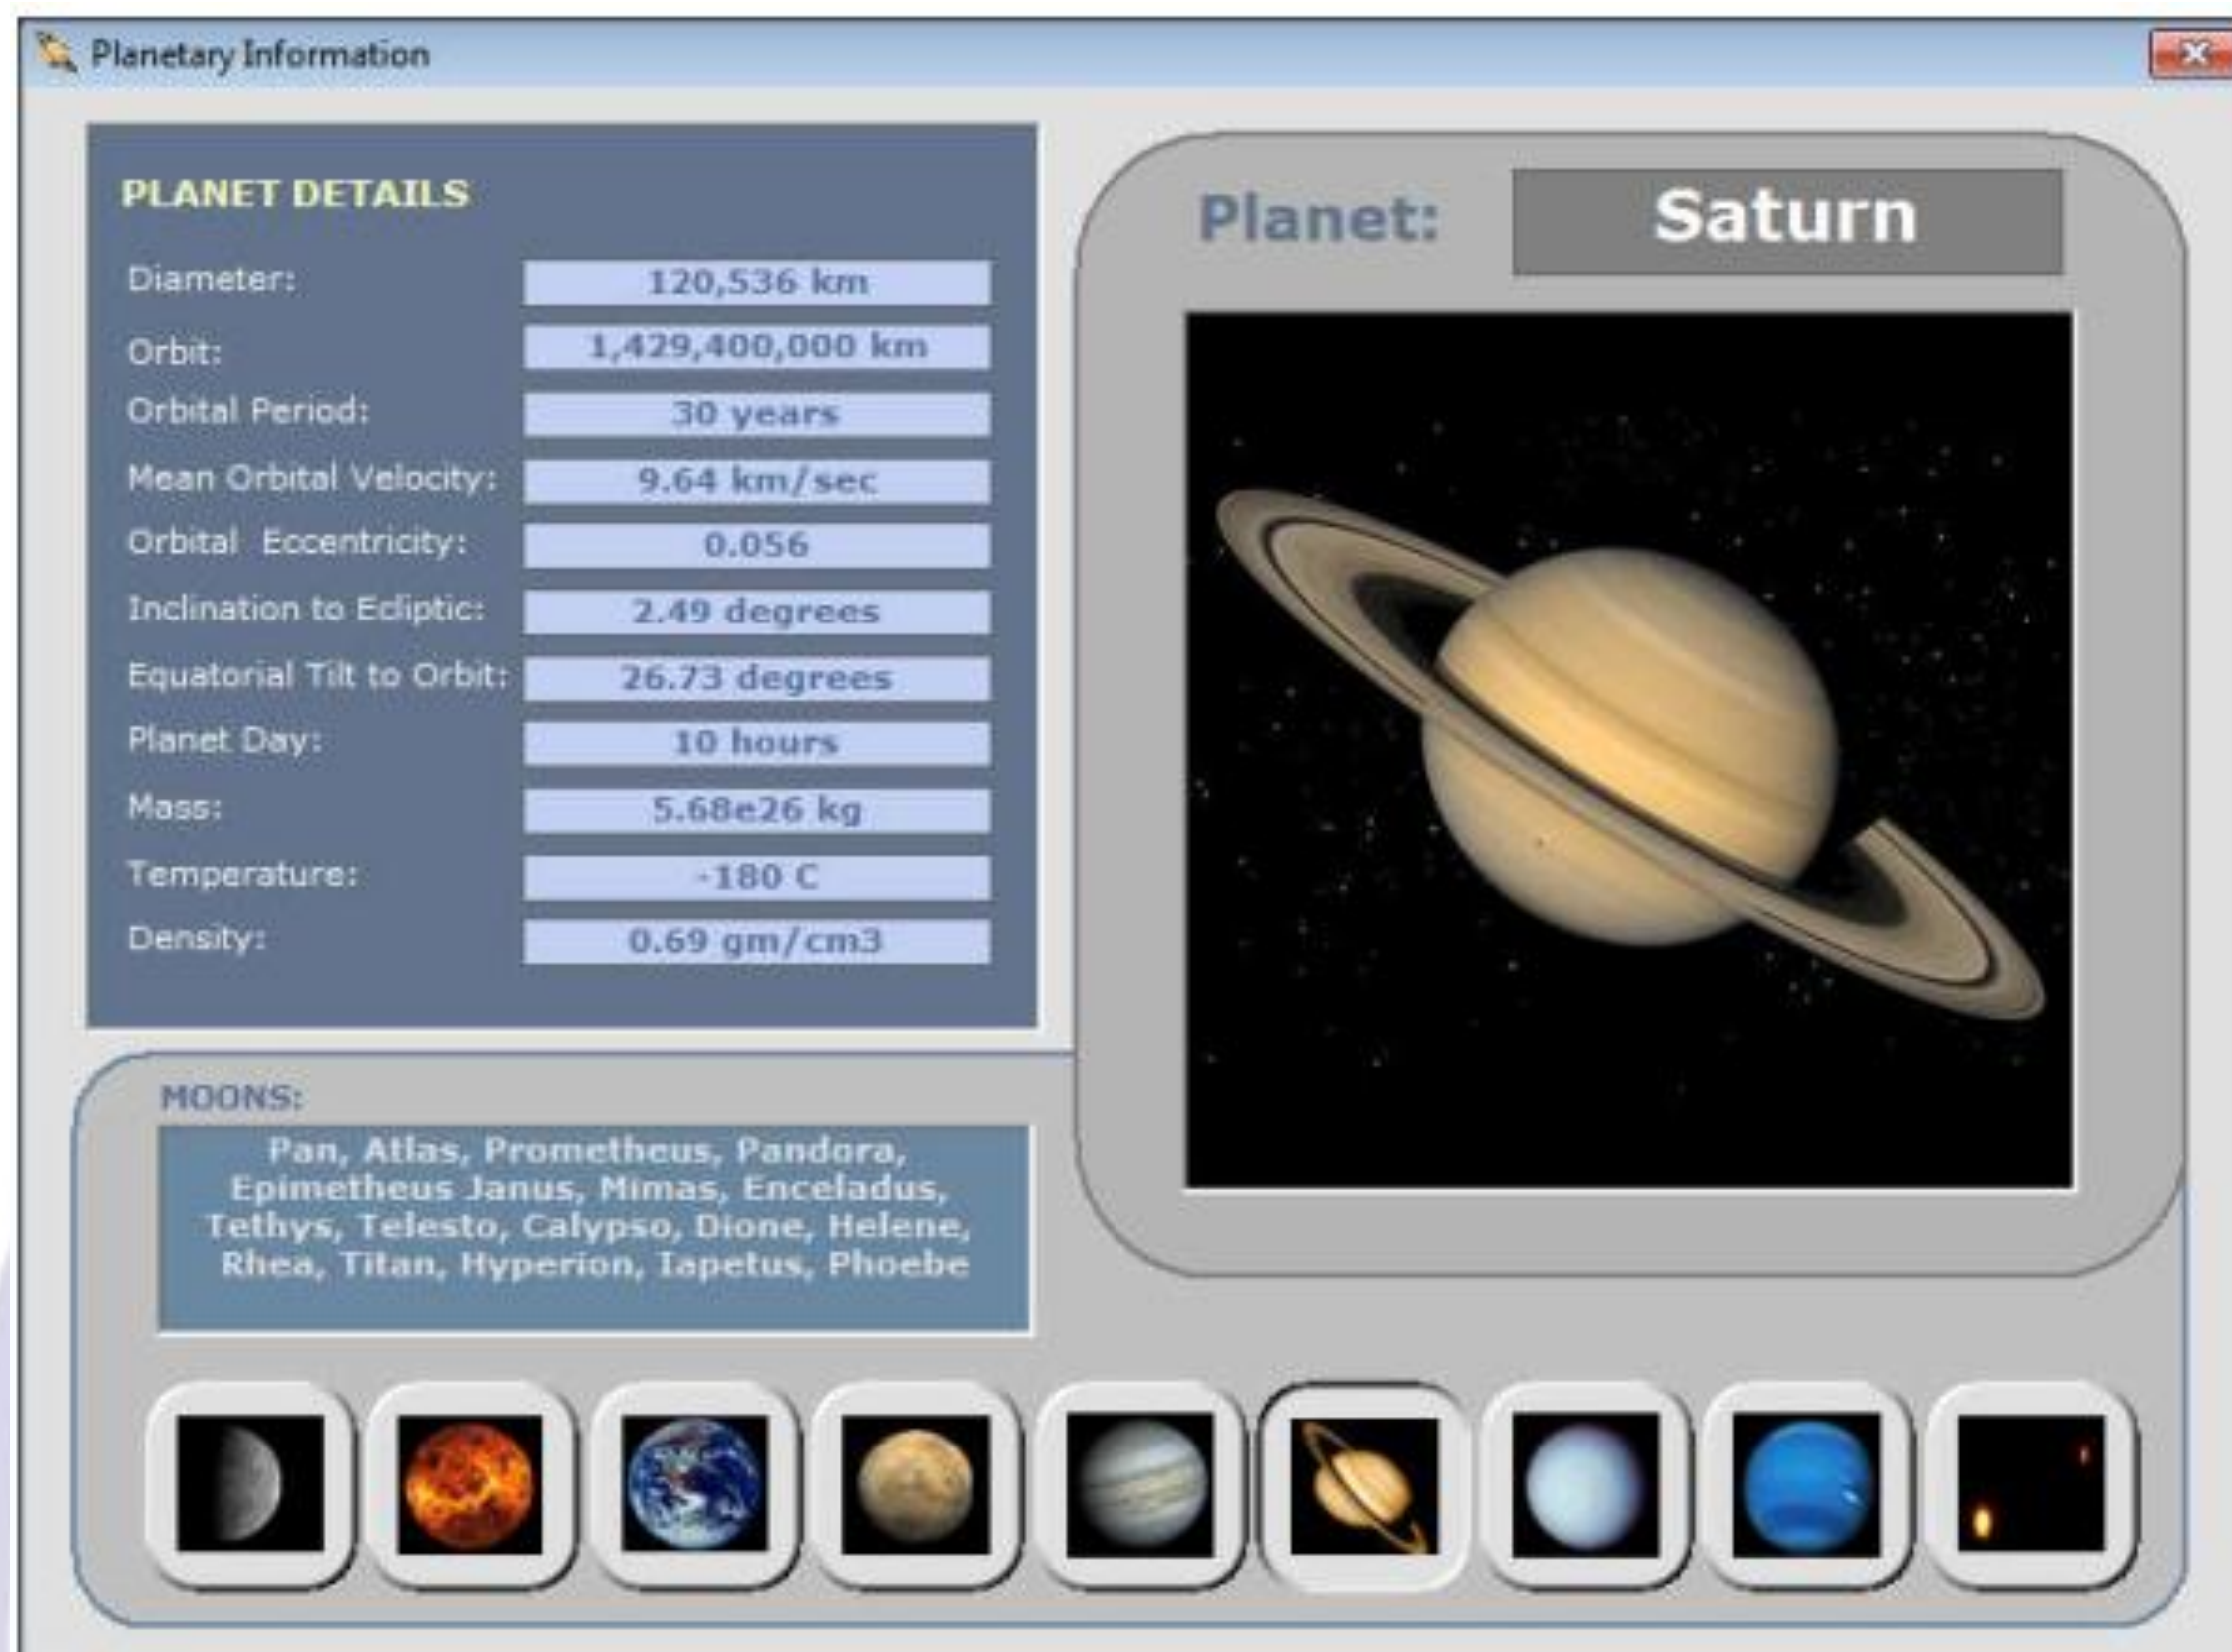 Planetary Information
PLANET DETAILS
Diameter: 120,536 km
Orbit: 1,429,400,000 km
Orbital Period: 30 years
Mean Orbital Velocity: 9.64 km/sec
Orbital Eccentricity: 0.056
Inclination to Ecliptic: 2.49 degrees
Equatorial Tilt to Orbit: 26.73 degrees
Planet Day: 10 hours
Mass: 5.68e26 kg
Temperature: -180 C
Density: 0.69 gm/cm3
Planet: Saturn
MOONS:
Pan, Atlas, Prometheus, Pandora,
Epimetheus Janus, Mimas, Enceladus,
Tethys, Telesto, Calypso, Dione, Helene,
Rhea, Titan, Hyperion, Iapetus, Phoebe